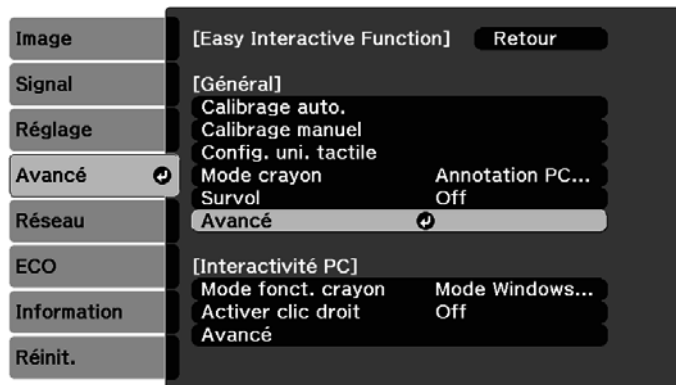 Image
Signal
Réglage
Avancé
Réseau
ECO
Information
Réinit.
[Easy Interactive Function] Retour
[Général]
Calibrage auto.
Calibrage manuel
Config. uni. tactile
Mode crayon Annotation PC...
Survol Off
Avancé
[Interactivité PC]
Mode fonct. crayon Mode Windows...
Activer clic droit Off
Avancé